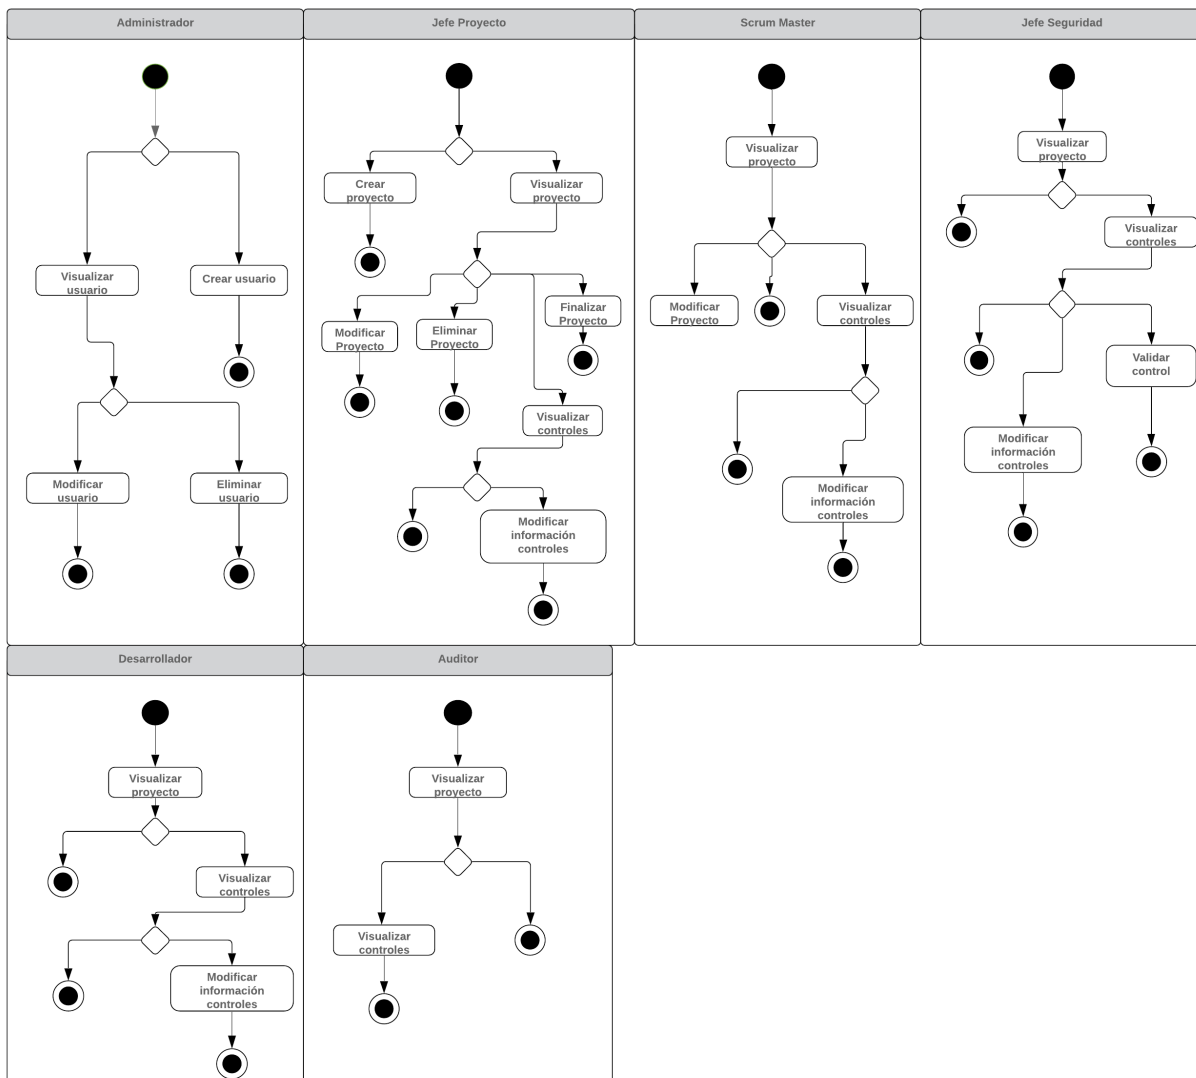 Administrador
Jefe Proyecto
Scrum Master
Jefe Seguridad
Visualizar
usuario
Crear usuario
Modificar
usuario
Eliminar
usuario
Crear
proyecto
Visualizar
proyecto
Modificar
Proyecto
Eliminar
Proyecto
Finalizar
Proyecto
Visualizar
controles
Modificar
información
controles
Visualizar
proyecto
Modificar
Proyecto
Visualizar
controles
Modificar
información
controles
Visualizar
proyecto
Visualizar
controles
Validar
control
Modificar
información
controles
Desarrollador
Auditor
Visualizar
proyecto
Visualizar
controles
Modificar
información
controles
Visualizar
proyecto
Visualizar
controles